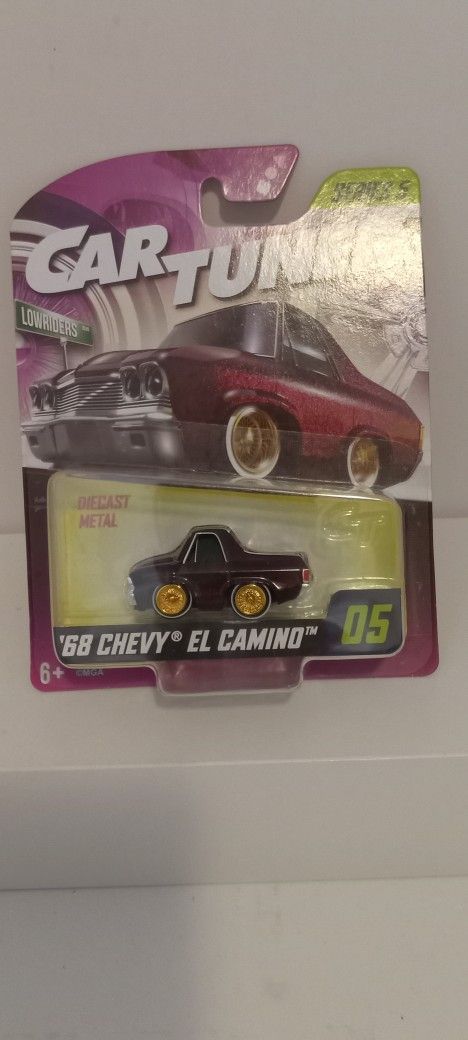 SERIES 5
CAR
TUN
LOWRIDERS
DIECAST
METAL
'68 CHEVY® EL CAMINO™
05
6+
©MGA